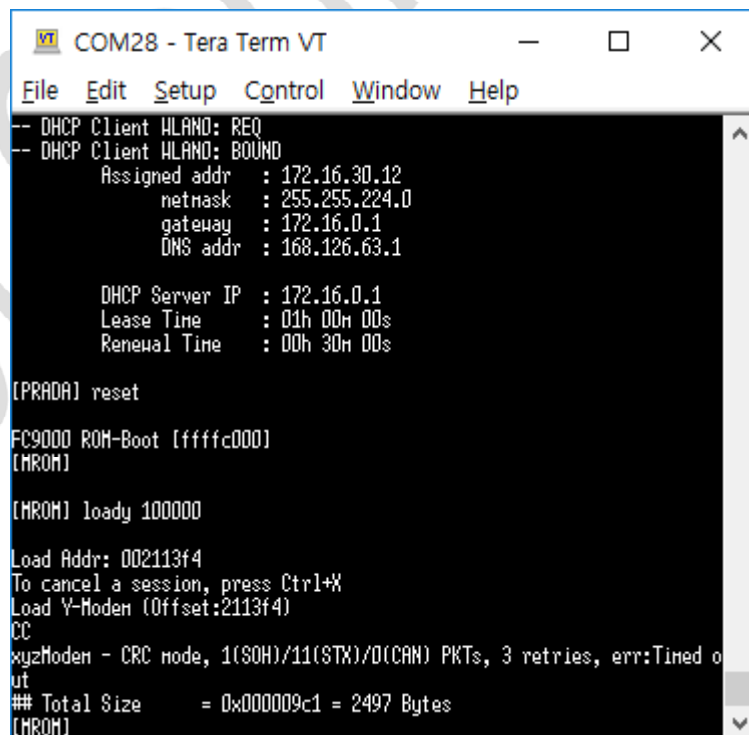 COM28 - Tera Term VT
File Edit Setup Control Window Help
-- DHCP Client WLAN0: REQ
-- DHCP Client WLAN0: BOUND
Assigned addr : 172.16.30.12
netmask : 255.255.224.0
gateway : 172.16.0.1
DNS addr : 168.126.63.1
DHCP Server IP : 172.16.0.1
Lease Time : 01h 00m 00s
Renewal Time : 00h 30m 00s
[PRADA] reset
FC9000 ROM-Boot [ffffc000]
[MROM]
[MROM] loady 100000
Load Addr: 002113f4
To cancel a session, press Ctrl+X
Load Y-Modem (Offset:2113f4)
CC
xyzModem - CRC mode, 1(SOH)/11(STX)/0(CAN) PKTs, 3 retries, err:Timed o
ut
## Total Size = 0x000009c1 = 2497 Bytes
[MROM]